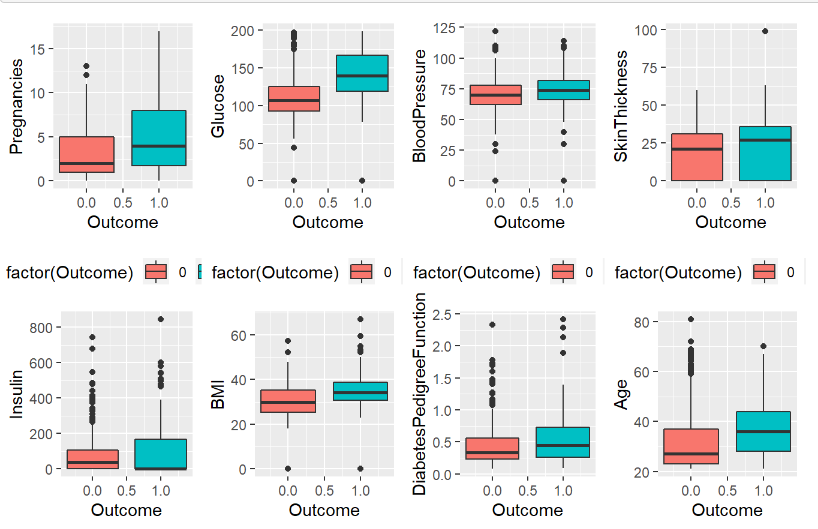 Pregnancies
15
10
5
0
0.0 0.5 1.0
Outcome
Glucose
200
150
100
50
0
0.0 0.5 1.0
Outcome
BloodPressure
125
100
75
50
25
0
0.0 0.5 1.0
Outcome
SkinThickness
100
75
50
25
0
0.0 0.5 1.0
Outcome
factor(Outcome) 0
factor(Outcome) 0
factor(Outcome) 0
factor(Outcome) 0
Insulin
800
600
400
200
0
0.0 0.5 1.0
Outcome
BMI
60
40
20
0
0.0 0.5 1.0
Outcome
DiabetesPedigreeFunction
2.5
2.0
1.5
1.0
0.5
0.0
0.0 0.5 1.0
Outcome
Age
80
60
40
20
0.0 0.5 1.0
Outcome